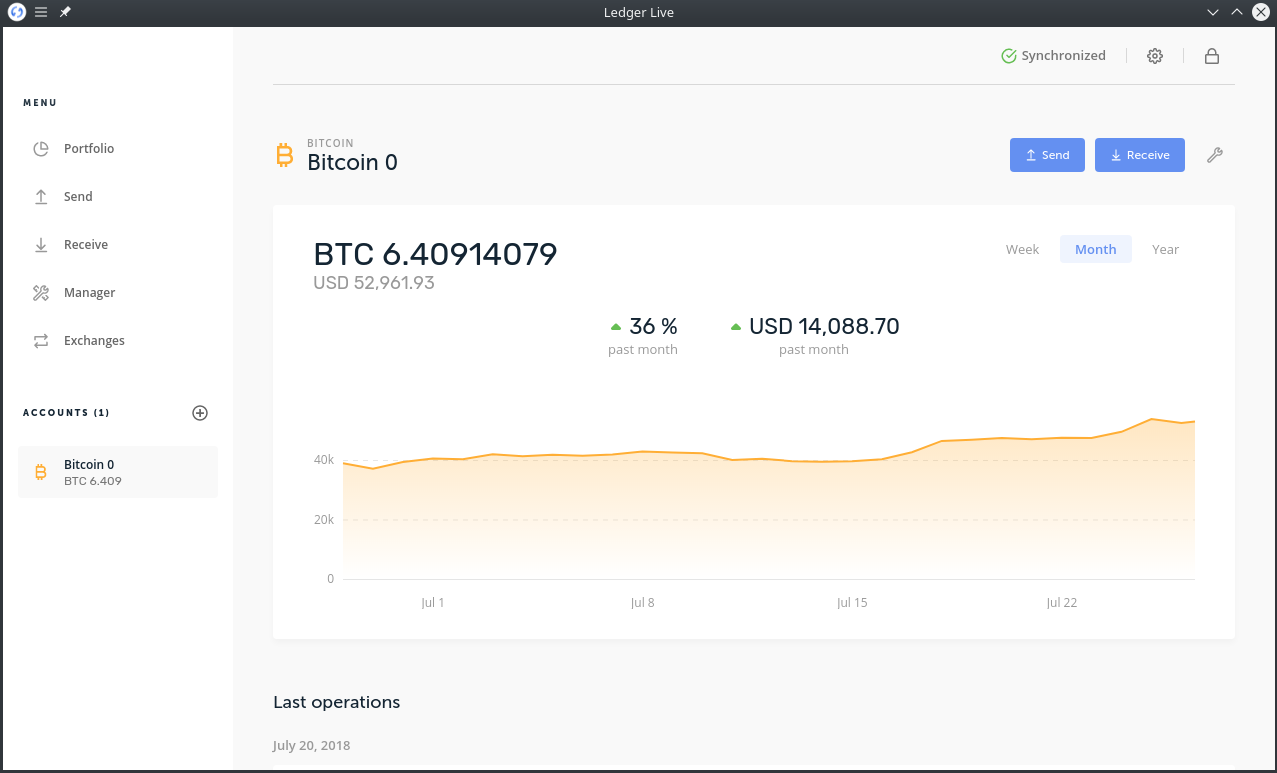 Ledger Live
Synchronized
MENU
Portfolio
Send
Receive
Manager
Exchanges
ACCOUNTS (1)
Bitcoin 0
BTC 6.409
BITCOIN
Bitcoin 0
Send
Receive
BTC 6.40914079
USD 52,961.93
Week
Month
Year
36 %
past month
USD 14,088.70
past month
40k
20k
0
Jul 1
Jul 8
Jul 15
Jul 22
Last operations
July 20, 2018